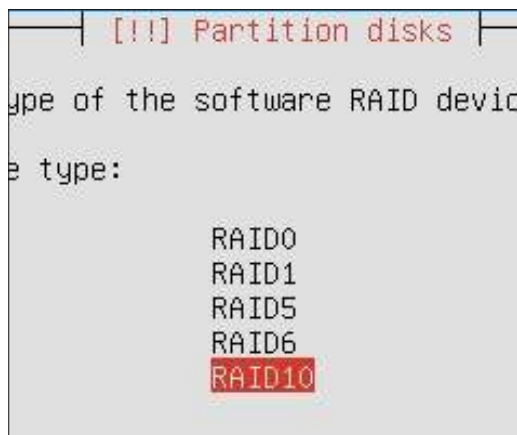 [!!] Partition disks
ype of the software RAID devic
e type:
RAID0
RAID1
RAID5
RAID6
RAID10